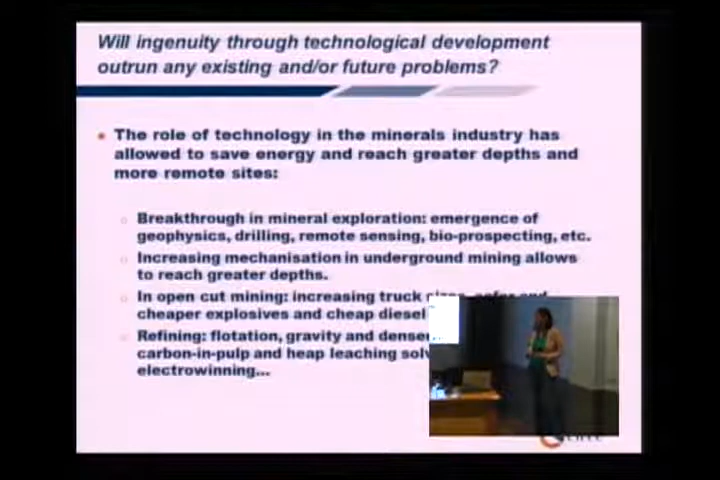 Will ingenuity through technological development
outrun any existing and/or future problems?
The role of technology in the minerals industry has
allowed to save energy and reach greater depths and
more remote sites:
Breakthrough in mineral exploration: emergence of
geophysics, drilling, remote sensing, bio-prospecting, etc.
Increasing mechanisation in underground mining allows
to reach greater depths.
In open cut mining: increasing truck
cheaper explosives and cheap diesel
Refining: flotation, gravity and
carbon-in-pulp and heap leaching
electrowinning...